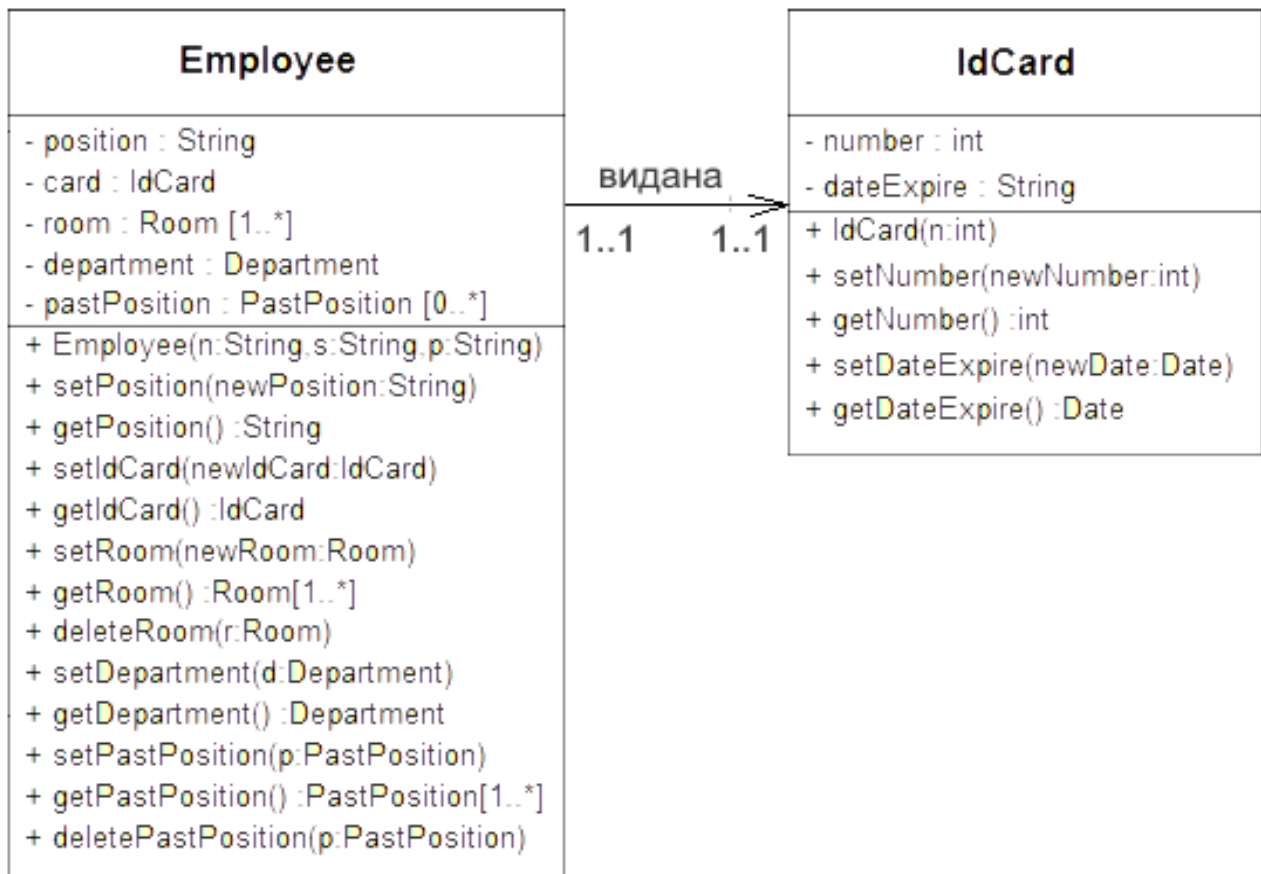 Employee
- position : String
- card : IdCard
- room : Room [1..*]
- department : Department
- pastPosition : PastPosition [0..*]
+ Employee(n:String,s:String,p:String)
+ setPosition(newPosition:String)
+ getPosition() :String
+ setIdCard(newIdCard:IdCard)
+ getIdCard() :IdCard
+ setRoom(newRoom:Room)
+ getRoom() :Room[1..*]
+ deleteRoom(r:Room)
+ setDepartment(d:Department)
+ getDepartment() :Department
+ setPastPosition(p:PastPosition)
+ getPastPosition() :PastPosition[1..*]
+ deletePastPosition(p:PastPosition)
видана
1..1 1..1
IdCard
- number : int
- dateExpire : String
+ IdCard(n:int)
+ setNumber(newNumber:int)
+ getNumber() :int
+ setDateExpire(newDate:Date)
+ getDateExpire() :Date